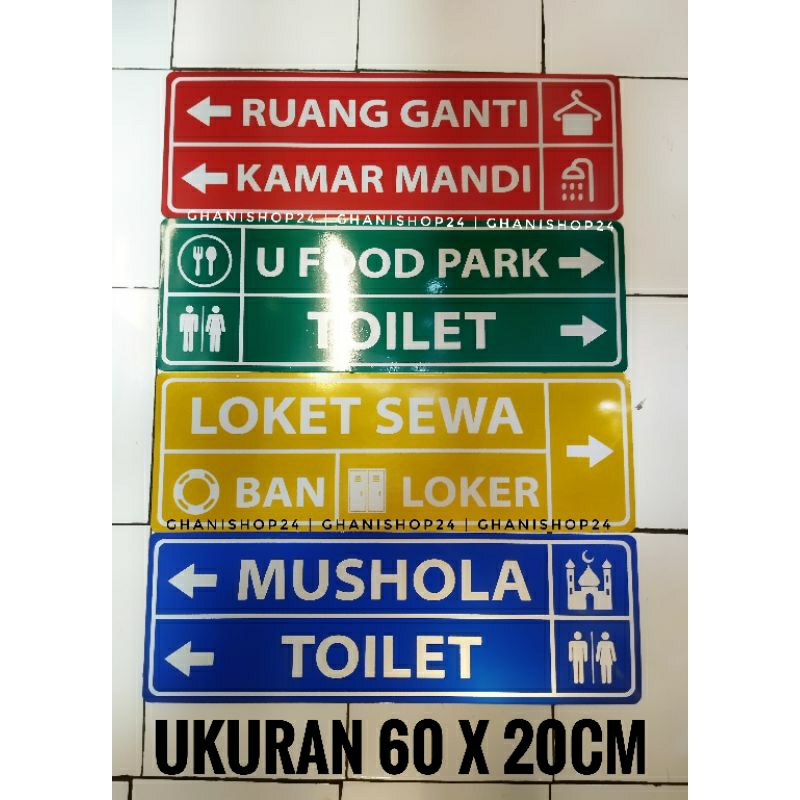 RUANG GANTI
KAMAR MANDI
GHANISHOP24 | GHANISHOP24 | GHANISHOP24
U FOOD PARK
TOILET
LOKET SEWA
BAN LOKER
GHANISHOP24 | GHANISHOP24 | GHANISHOP24
MUSHOLA
TOILET
UKURAN 60 X 20CM